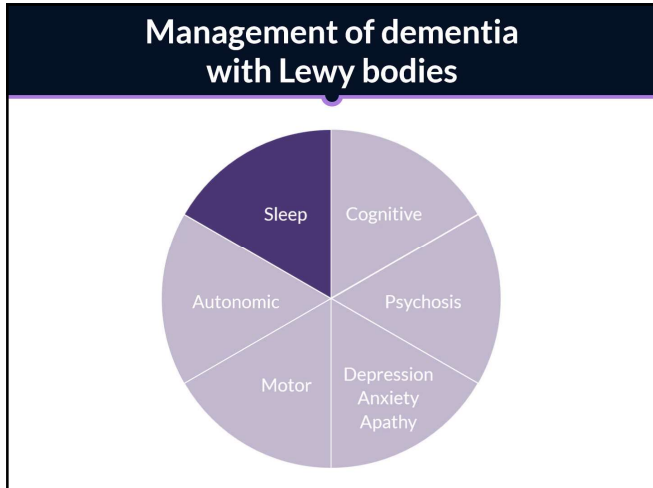 Management of dementia
with Lewy bodies
Sleep
Cognitive
Autonomic
Psychosis
Motor
Depression
Anxiety
Apathy